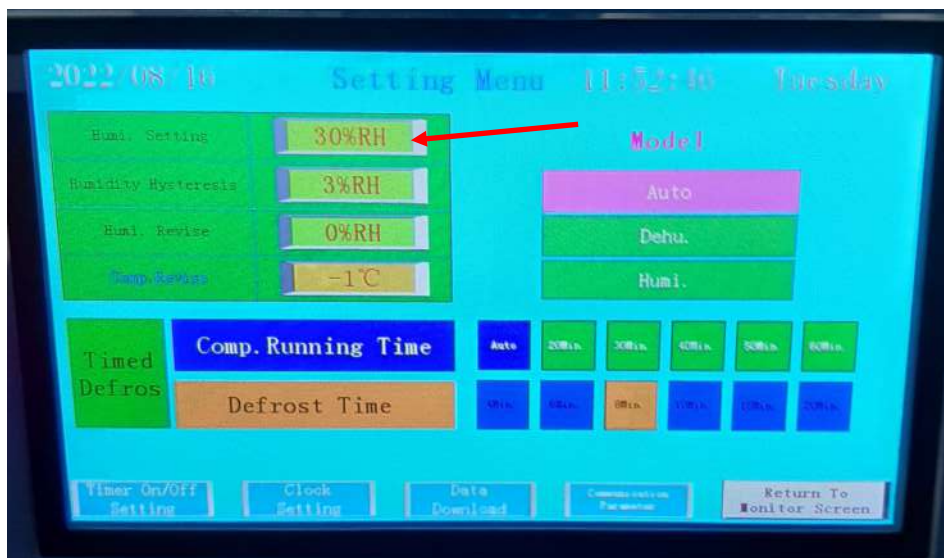 2022/08/16 Setting Menu 11:52:46 Tuesday
Humi. Setting 30%RH
Model
Humidity Hysteresis 3%RH
Auto
Humi. Revise 0%RH
Dehu.
Revise -1℃
Humi.
Timed
Defros
Comp.Running Time Auto 20Min. 30Min. 40Min. 50Min. 60Min.
Defrost Time 8Min.
Timer On/Off
Setting
Clock
Setting
Data
Download
Communication
Parameter
Return To
Monitor Screen